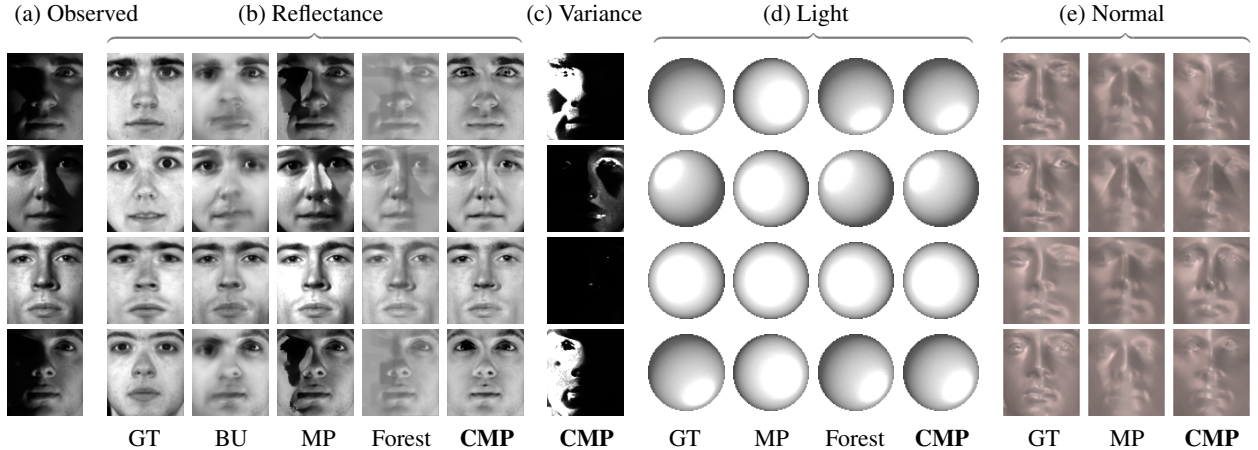 (a) Observed (b) Reflectance (c) Variance (d) Light (e) Normal
GT BU MP Forest CMP CMP GT MP Forest CMP GT MP CMP